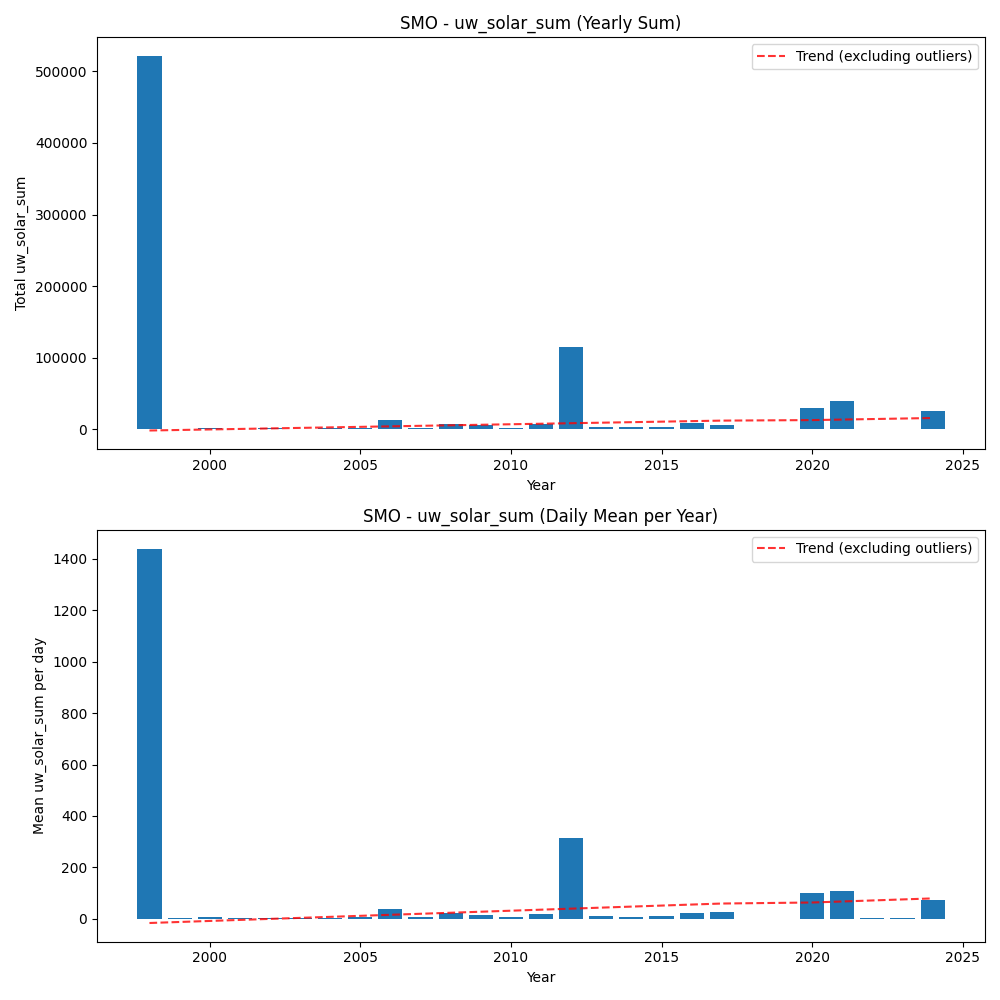 SMO - uw_solar_sum (Yearly Sum)
Trend (excluding outliers)
Total uw_solar_sum
500000
400000
300000
200000
100000
0
2000 2005 2010 2015 2020 2025
Year
SMO - uw_solar_sum (Daily Mean per Year)
Trend (excluding outliers)
Mean uw_solar_sum per day
1400
1200
1000
800
600
400
200
0
2000 2005 2010 2015 2020 2025
Year